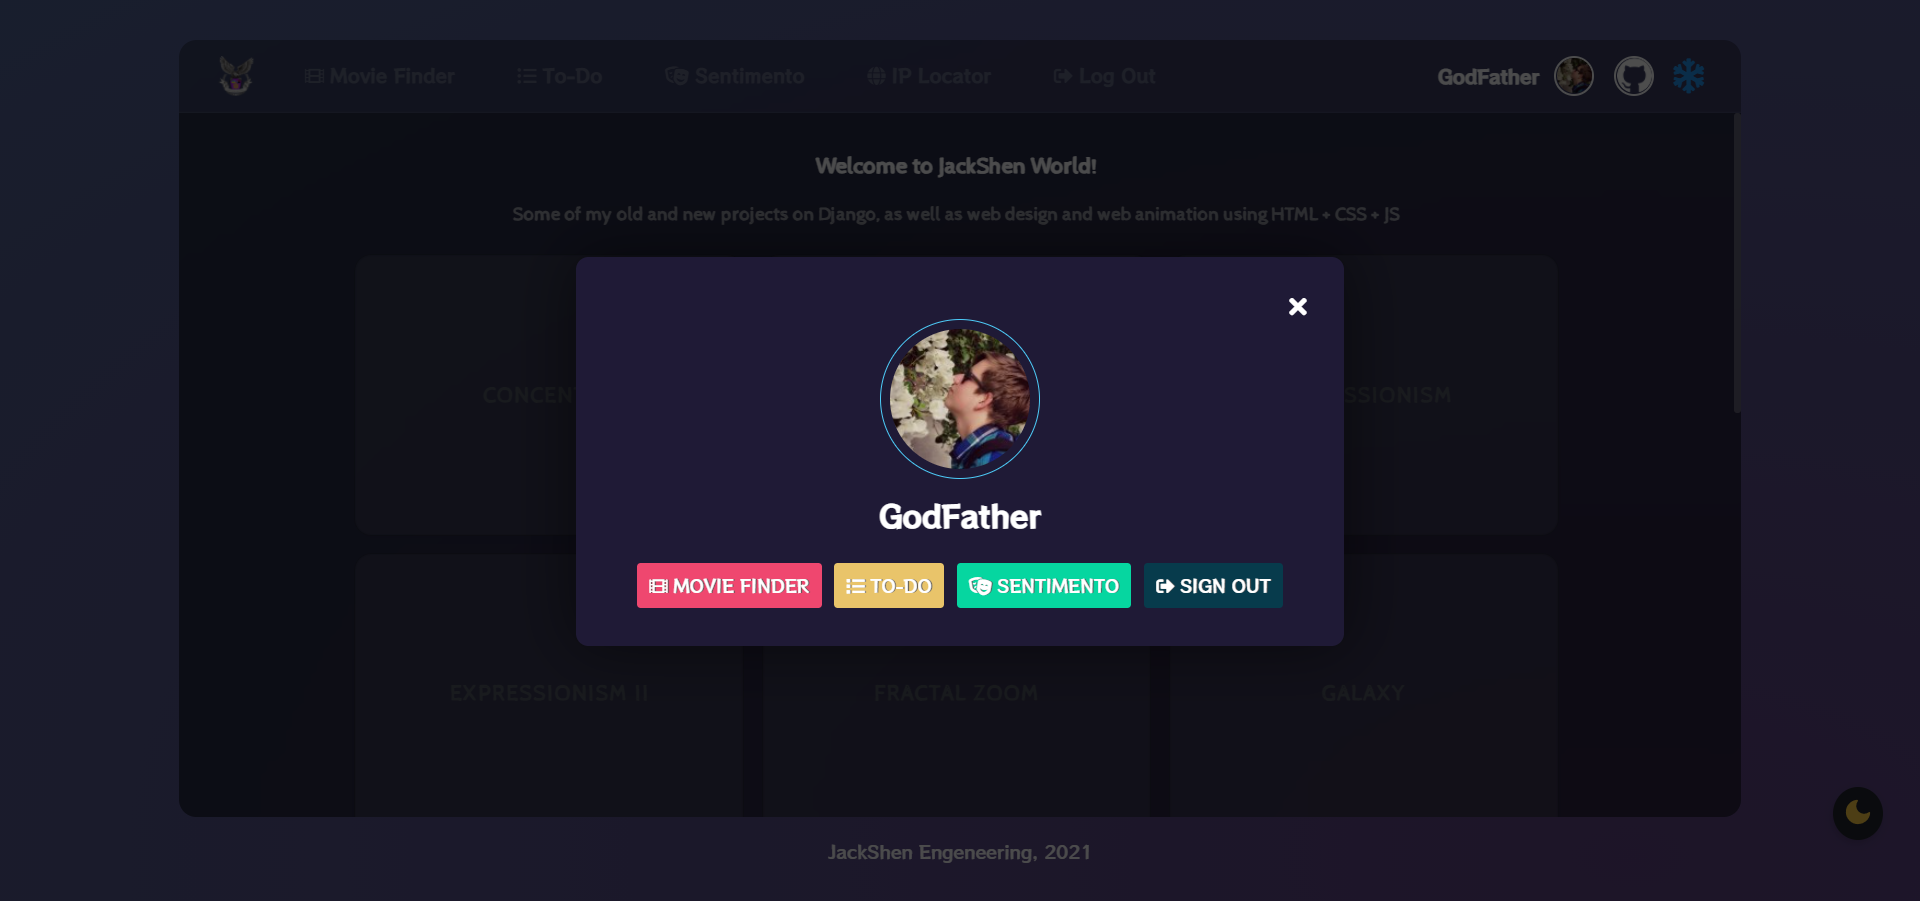 Movie Finder To-Do Sentimento IP Locator Log Out GodFather
Welcome to JackShen World!
Some of my old and new projects on Django, as well as web design and web animation using HTML + CSS + JS
CONCENT
SSIONISM
GodFather
MOVIE FINDER TO-DO SENTIMENTO SIGN OUT
EXPRESSIONISM II FRACTAL ZOOM GALAXY
JackShen Engeneering, 2021